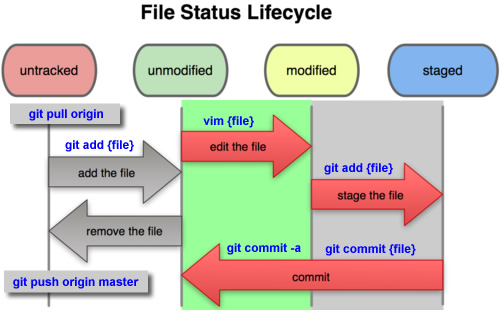 File Status Lifecycle
untracked
unmodified
modified
staged
git pull origin
vim {file}
git add {file}
edit the file
add the file
git add {file}
stage the file
remove the file
git commit -a
git commit {file}
git push origin master
commit